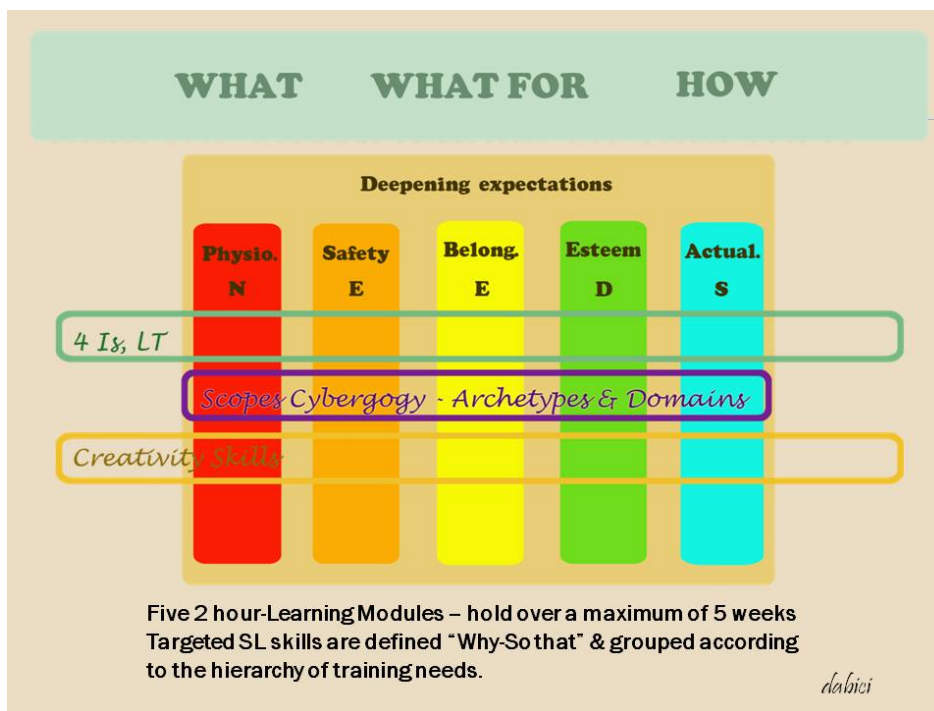 WHAT WHAT FOR HOW
Deepening expectations
Physio. Safety Belong. Esteem Actual.
N E E D S
4 Is, LT
Scopes Cybergogy - Archetypes & Domains
Creativity Skills
Five 2 hour-Learning Modules – hold over a maximum of 5 weeks
Targeted SL skills are defined "Why-So that" & grouped according
to the hierarchy of training needs.
dabici